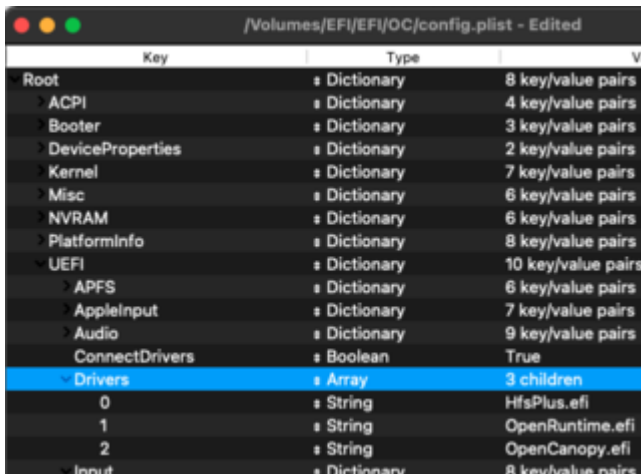 /Volumes/EFI/EFI/OC/config.plist - Edited
Key Type V
Root Dictionary 8 key/value pairs
ACPI Dictionary 4 key/value pairs
Booter Dictionary 3 key/value pairs
DeviceProperties Dictionary 2 key/value pairs
Kernel Dictionary 7 key/value pairs
Misc Dictionary 6 key/value pairs
NVRAM Dictionary 6 key/value pairs
PlatformInfo Dictionary 8 key/value pairs
UEFI Dictionary 10 key/value pairs
APFS Dictionary 6 key/value pairs
AppleInput Dictionary 7 key/value pairs
Audio Dictionary 9 key/value pairs
ConnectDrivers Boolean True
Drivers Array 3 children
0 String HfsPlus.efi
1 String OpenRuntime.efi
2 String OpenCanopy.efi
Input Dictionary 8 key/value pairs